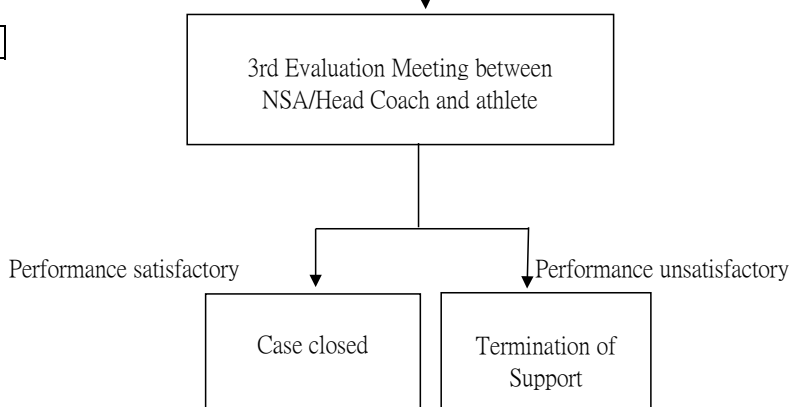 3rd Evaluation Meeting between
NSA/Head Coach and athlete
Performance satisfactory
Performance unsatisfactory
Case closed
Termination of
Support